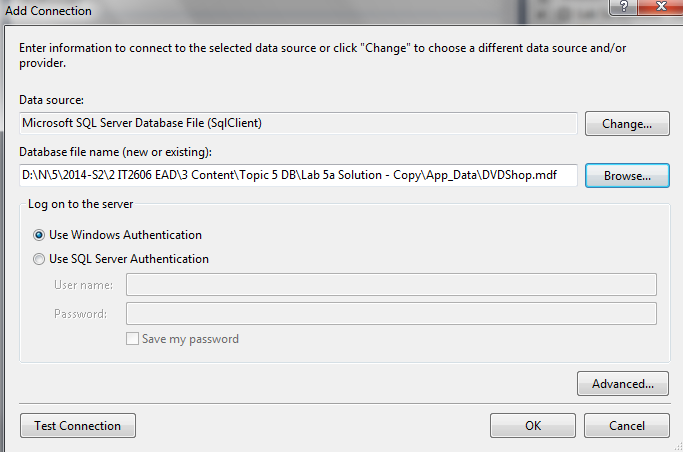 Add Connection
?
Enter information to connect to the selected data source or click "Change" to choose a different data source and/or
provider.
Data source:
Microsoft SQL Server Database File (SqlClient)
Change...
Database file name (new or existing):
D:\N\5\2014-S2\2 IT2606 EAD\3 Content\Topic 5 DB\Lab 5a Solution - Copy\App_Data\DVDShop.mdf
Browse...
Log on to the server
Use Windows Authentication
Use SQL Server Authentication
User name:
Password:
Save my password
Advanced...
Test Connection
OK
Cancel